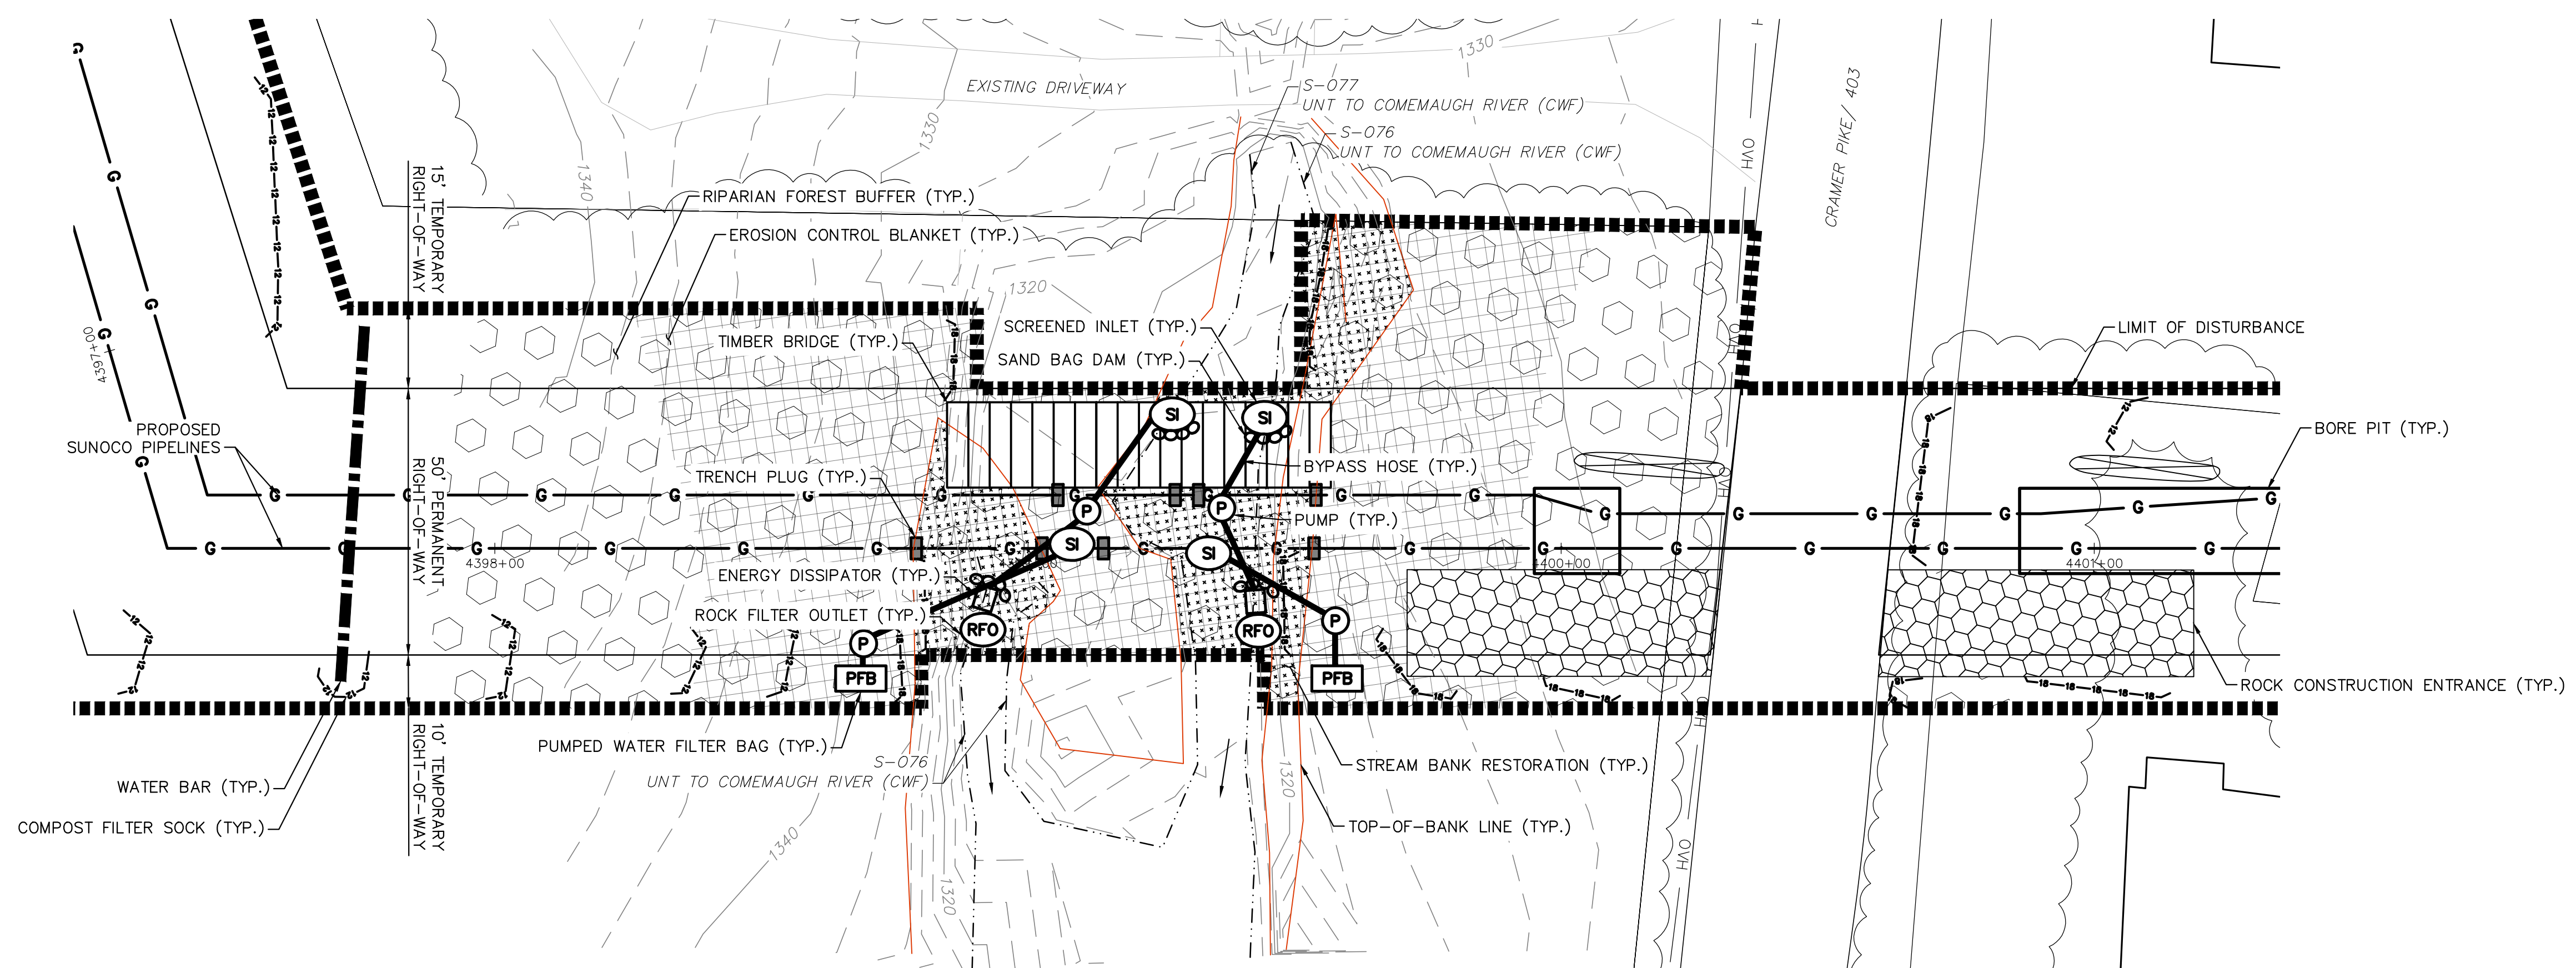 1330
EXISTING DRIVEWAY
S-077
UNT TO COMEMAUGH RIVER (CWF)
S-076
UNT TO COMEMAUGH RIVER (CWF)
1330
1340
OVH
CRAMER PIKE/ 403
15' TEMPORARY
RIGHT-OF-WAY
RIPARIAN FOREST BUFFER (TYP.)
EROSION CONTROL BLANKET (TYP.)
1320
SCREENED INLET (TYP.)
TIMBER BRIDGE (TYP.)
SAND BAG DAM (TYP.)
LIMIT OF DISTURBANCE
OVH
4397+00
PROPOSED
SUNOCO PIPELINES
SI
SI
BORE PIT (TYP.)
50' PERMANENT
RIGHT-OF-WAY
TRENCH PLUG (TYP.)
BYPASS HOSE (TYP.)
OVH
P
P
PUMP (TYP.)
SI
SI
4398+00
4400+00
4401+00
ENERGY DISSIPATOR (TYP.)
ROCK FILTER OUTLET (TYP.)
RFO
RFO
P
P
PFB
PFB
ROCK CONSTRUCTION ENTRANCE (TYP.)
OVH
10' TEMPORARY
RIGHT-OF-WAY
PUMPED WATER FILTER BAG (TYP.)
S-076
UNT TO COMEMAUGH RIVER (CWF)
STREAM BANK RESTORATION (TYP.)
WATER BAR (TYP.)
COMPOST FILTER SOCK (TYP.)
1320
TOP-OF-BANK LINE (TYP.)
1340
1320
OVH
G
12
18